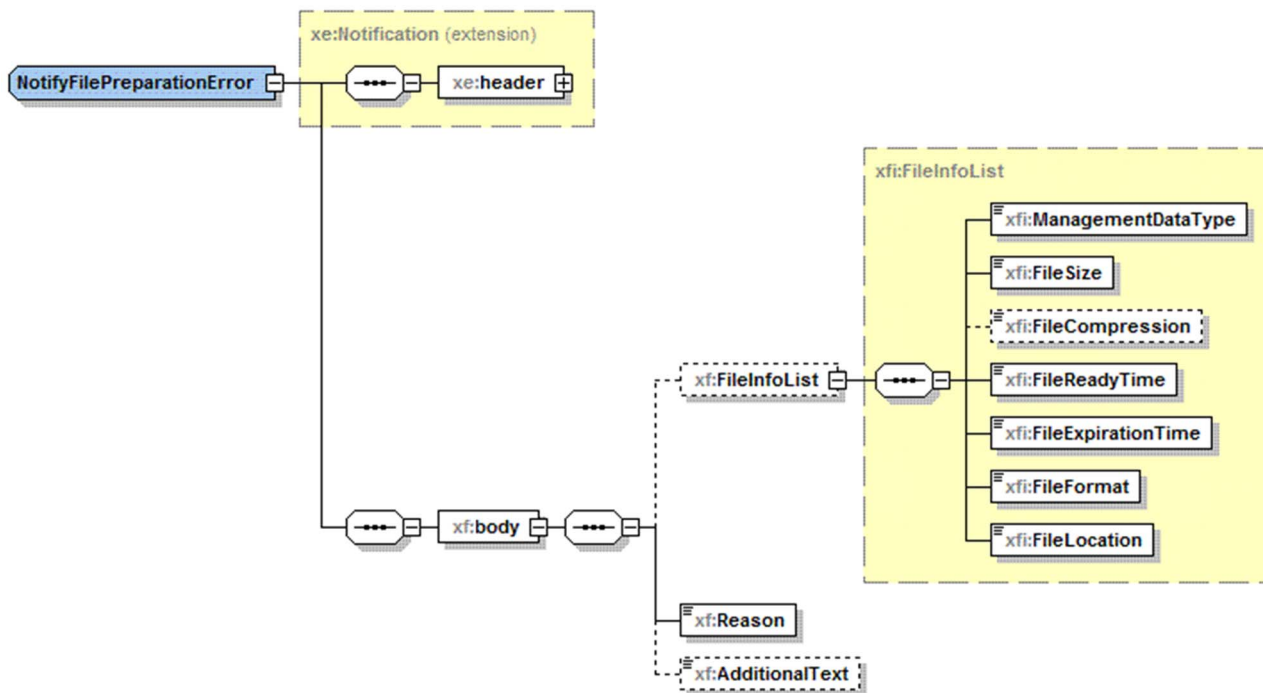 xe:Notification (extension)
NotifyFilePreparationError
xe:header
xfi:FileInfoList
xfi:ManagementDataType
xfi:FileSize
xfi:FileCompression
xf:FileInfoList
xfi:FileReadyTime
xfi:FileExpirationTime
xfi:FileFormat
xf:body
xfi:FileLocation
xf:Reason
xf:AdditionalText